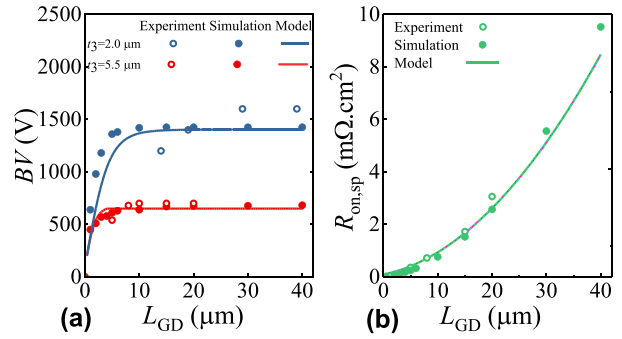 Experiment Simulation Model
t3=2.0 μm
t3=5.5 μm
2500
2000
1500
1000
500
0
BV (V)
0
10
20
30
40
(a)
LGD (μm)
Experiment
Simulation
Model
10
8
6
4
2
0
Ron,sp (mΩ.cm2)
0
10
20
30
40
(b)
LGD (μm)